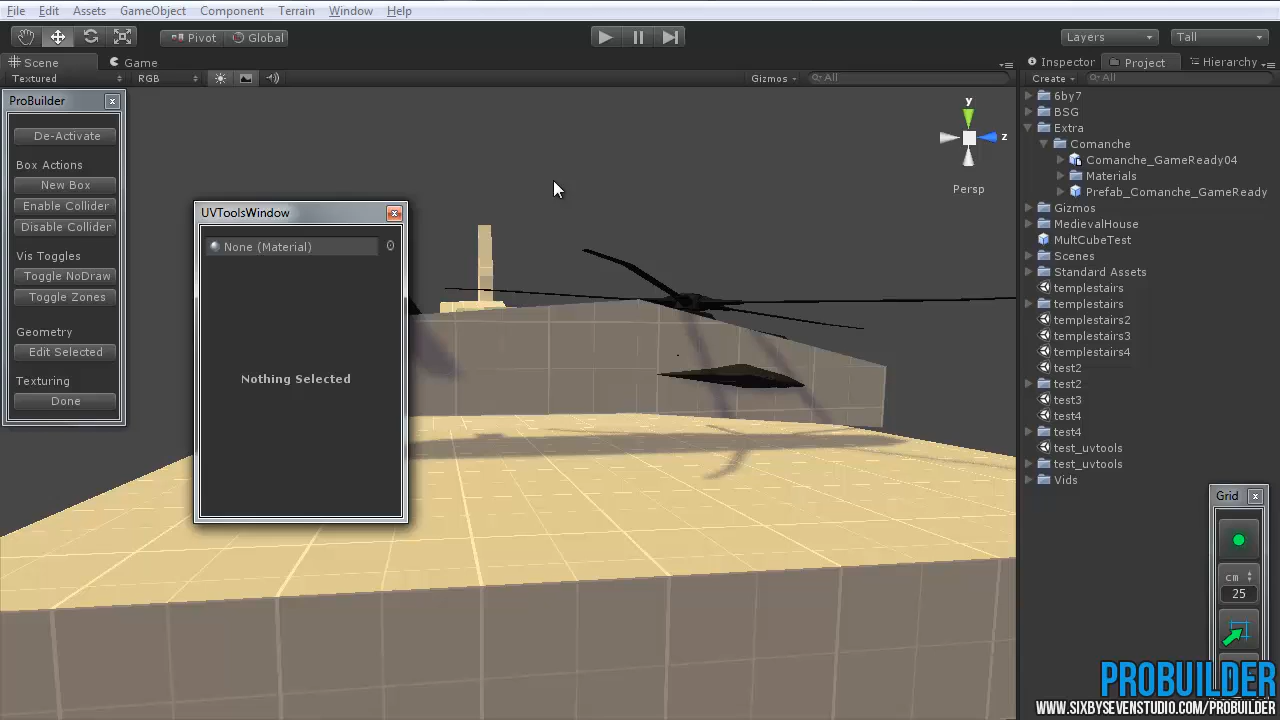 File Edit Assets GameObject Component Terrain Window Help
Pivot Global Layers Tall
Scene Game Inspector Project Hierarchy
Textured RGB Gizmos All Create All
ProBuilder
De-Activate
Box Actions
New Box
Enable Collider
Disable Collider
Vis Toggles
Toggle NoDraw
Toggle Zones
Geometry
Edit Selected
Texturing
Done
UVToolsWindow
None (Material)
Nothing Selected
y
z
Persp
6by7
BSG
Extra
Comanche
Comanche_GameReady04
Materials
Prefab_Comanche_GameReady
Gizmos
MedievalHouse
MultCubeTest
Scenes
Standard Assets
templestairs
templestairs
templestairs2
templestairs3
templestairs4
test2
test2
test3
test4
test4
test_uvtools
test_uvtools
Vids
Grid
cm
25
PROBUILDER
WWW.SIXBYSEVENSTUDIO.COM/PROBUILDER